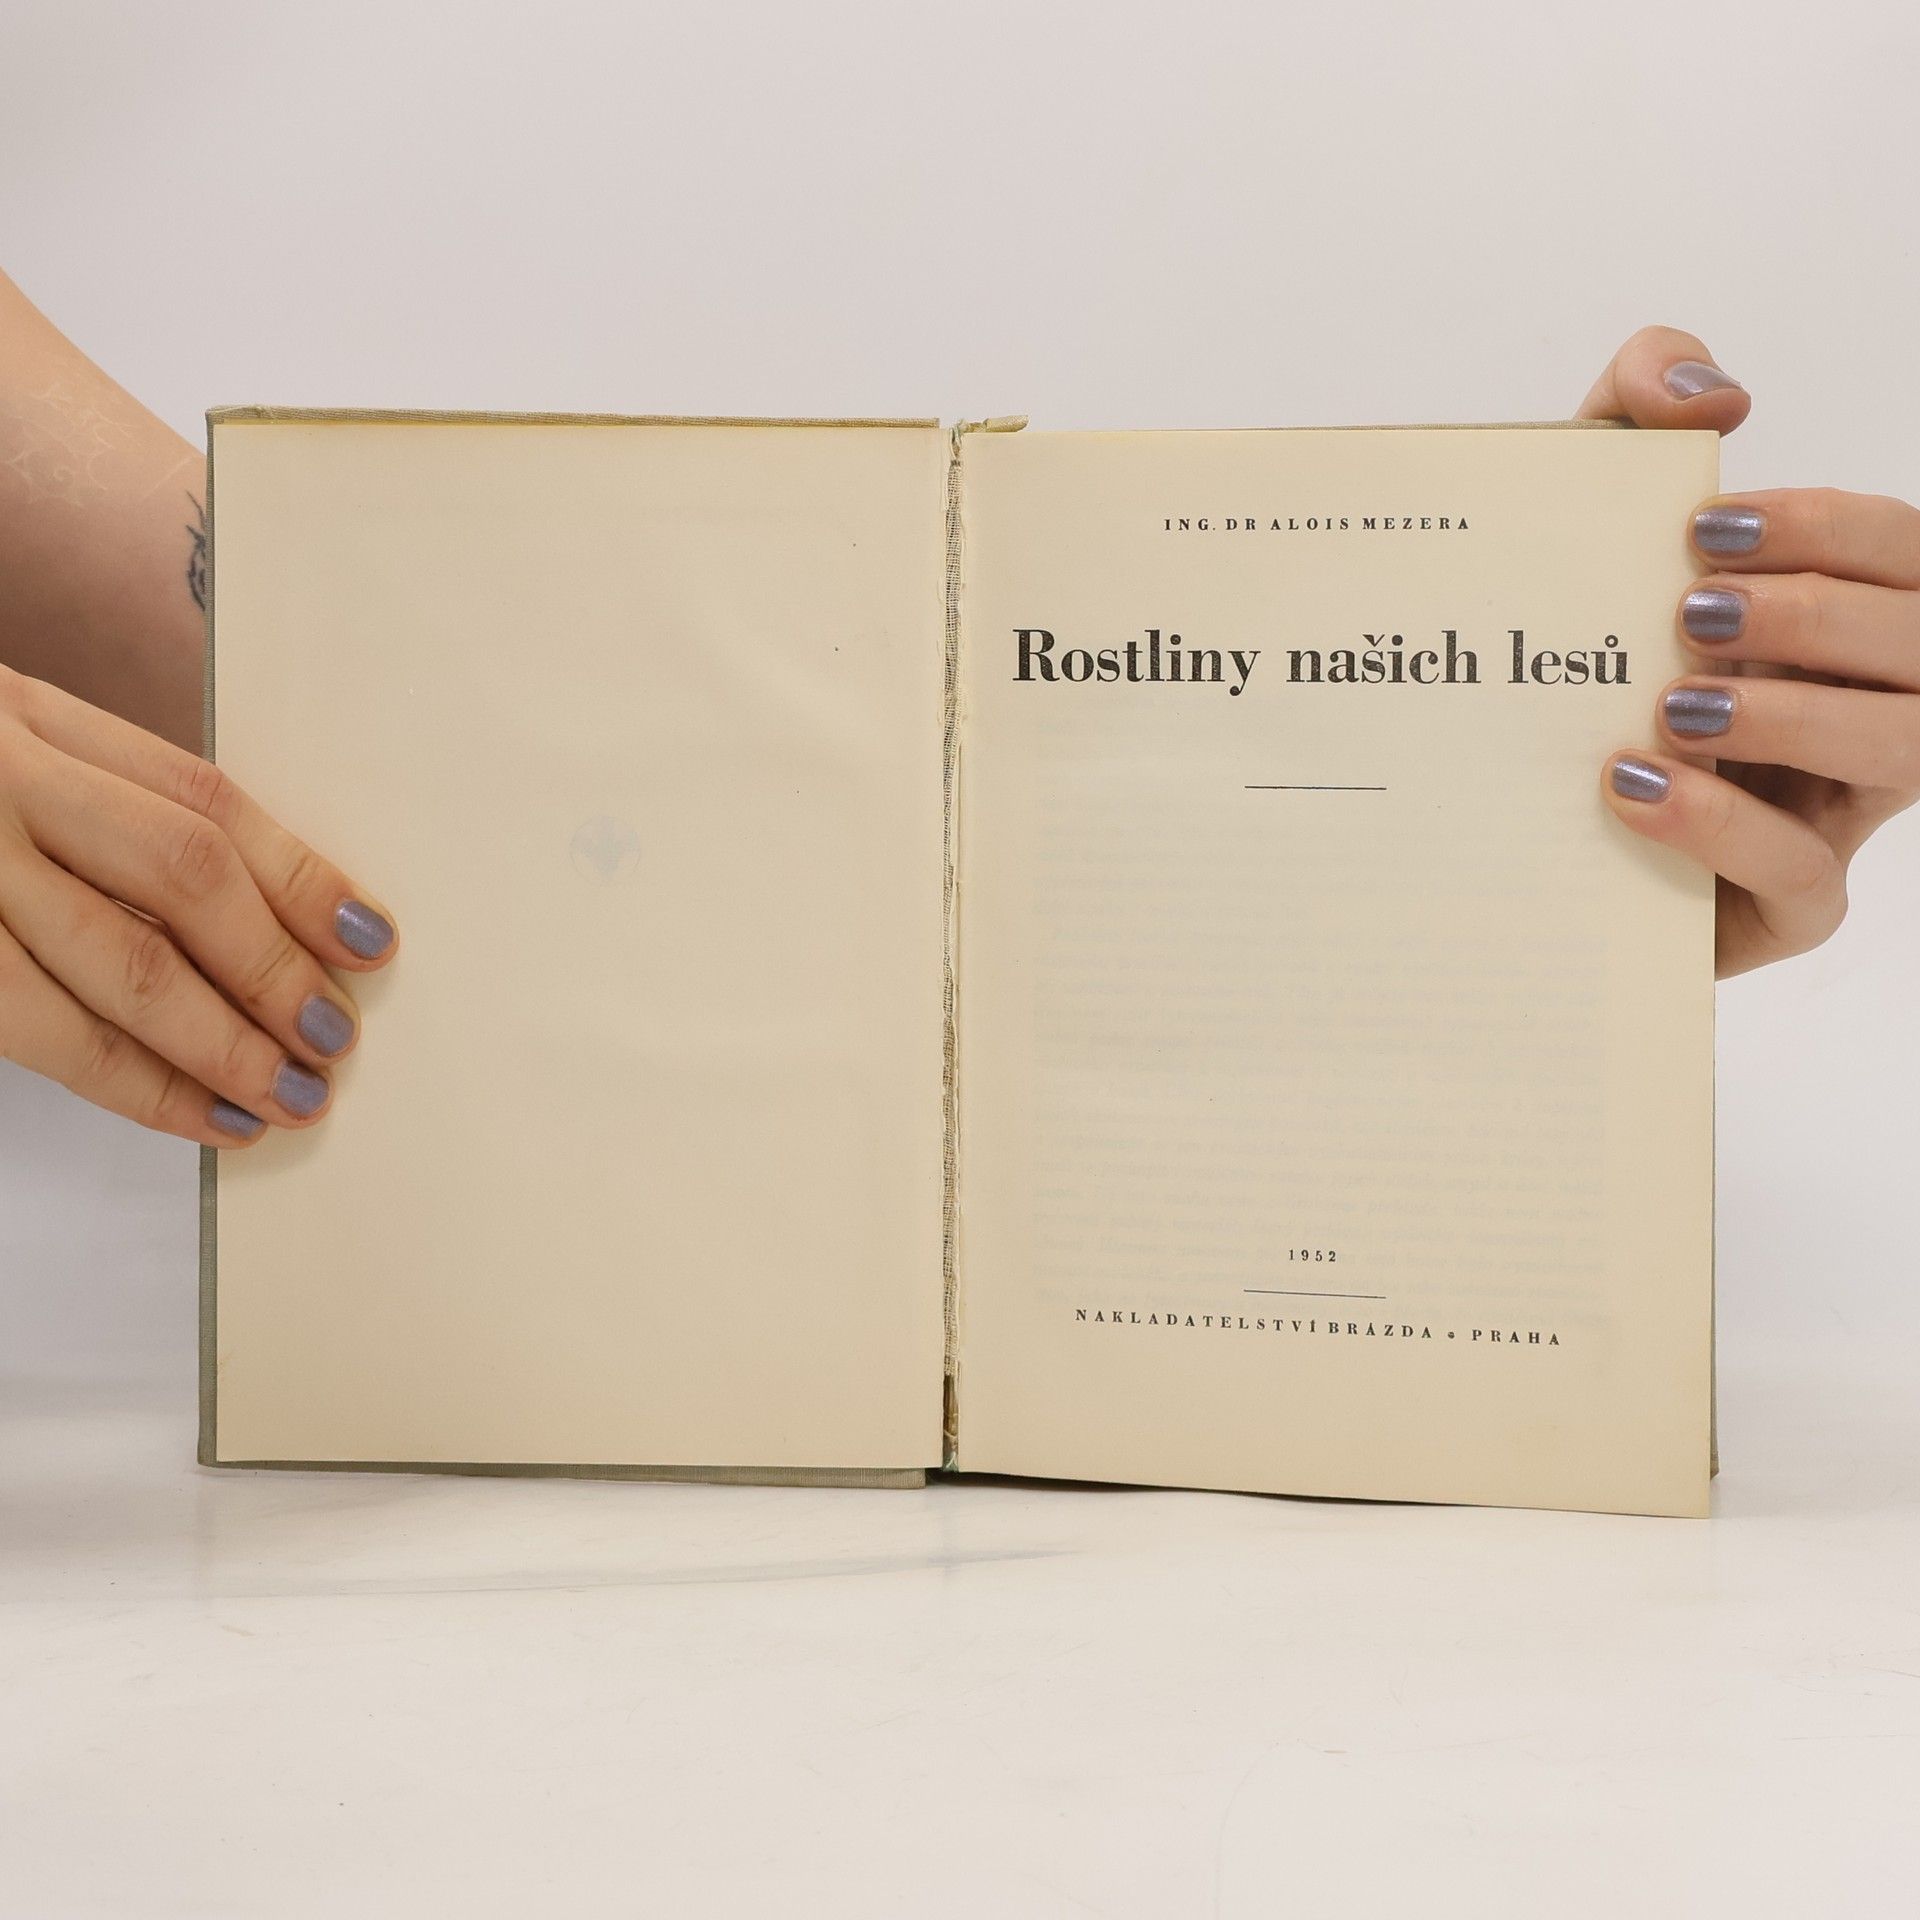 ING. DR ALOIS MEZERA
Rostliny našich lesů
1952
NAKLADATELSTVÍ BRÁZDA • PRAHA